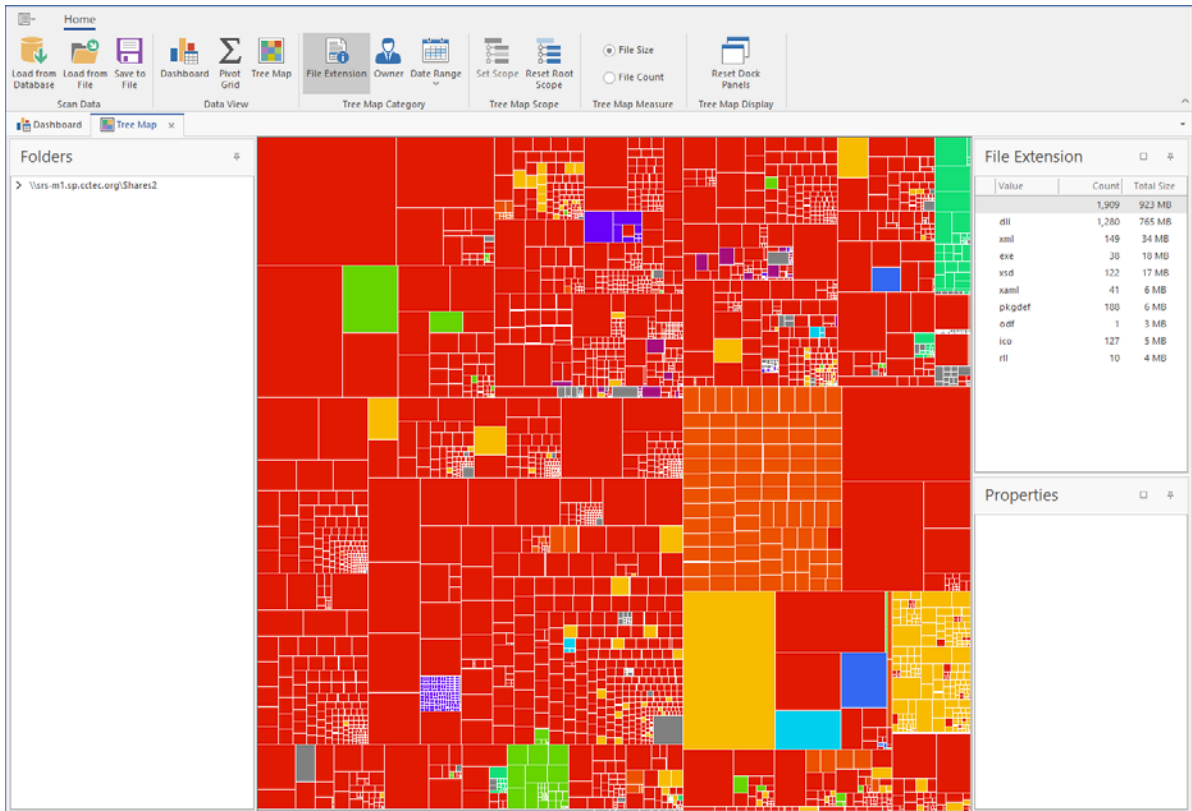 Home
Load from Database
Load from File
Save to File
Dashboard
Pivot Grid
Tree Map
File Extension
Owner
Date Range
Set Scope
Reset Root Scope
File Size
File Count
Reset Dock Panels
Scan Data
Data View
Tree Map Category
Tree Map Scope
Tree Map Measure
Tree Map Display
Dashboard
Tree Map
Folders
\\srs-m1.sp.cctec.org\Shares2
File Extension
Value Count Total Size
1,909 923 MB
dll 1,280 765 MB
xml 149 34 MB
exe 38 18 MB
xsd 122 17 MB
xaml 41 6 MB
pkgdef 188 6 MB
odf 1 3 MB
ico 127 5 MB
rll 10 4 MB
Properties